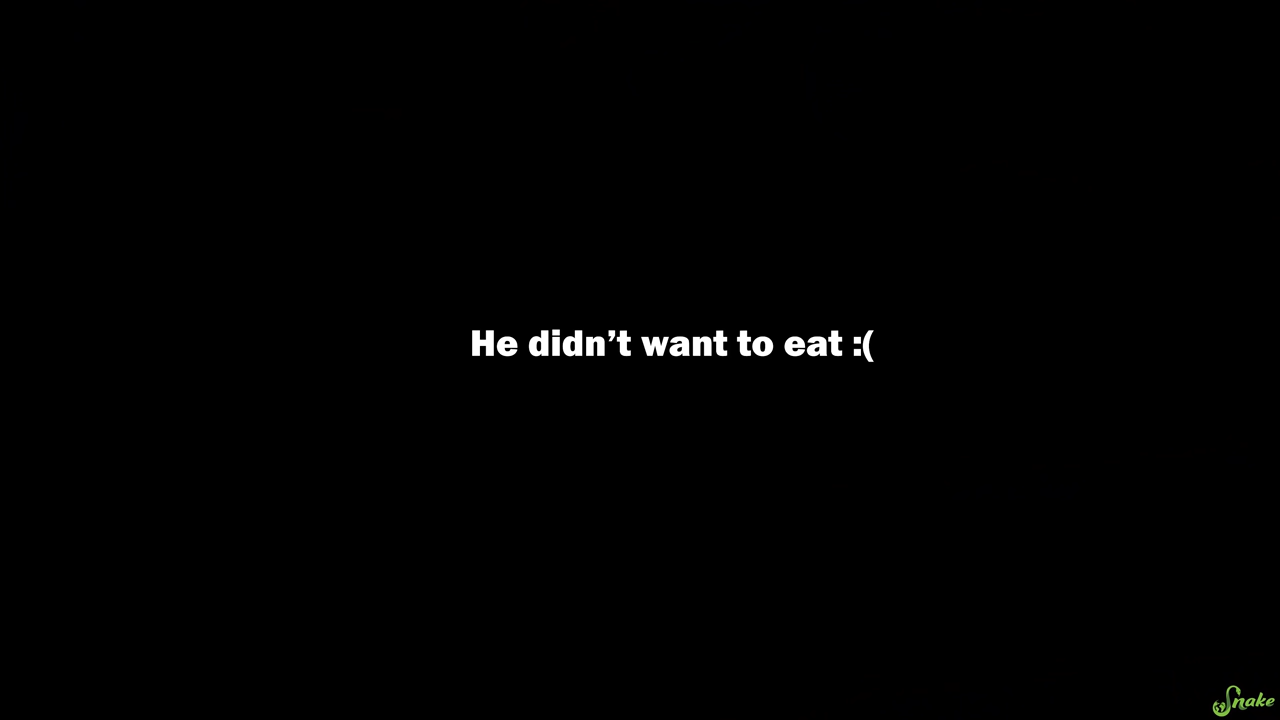 He didn’t want to eat :(
Snake